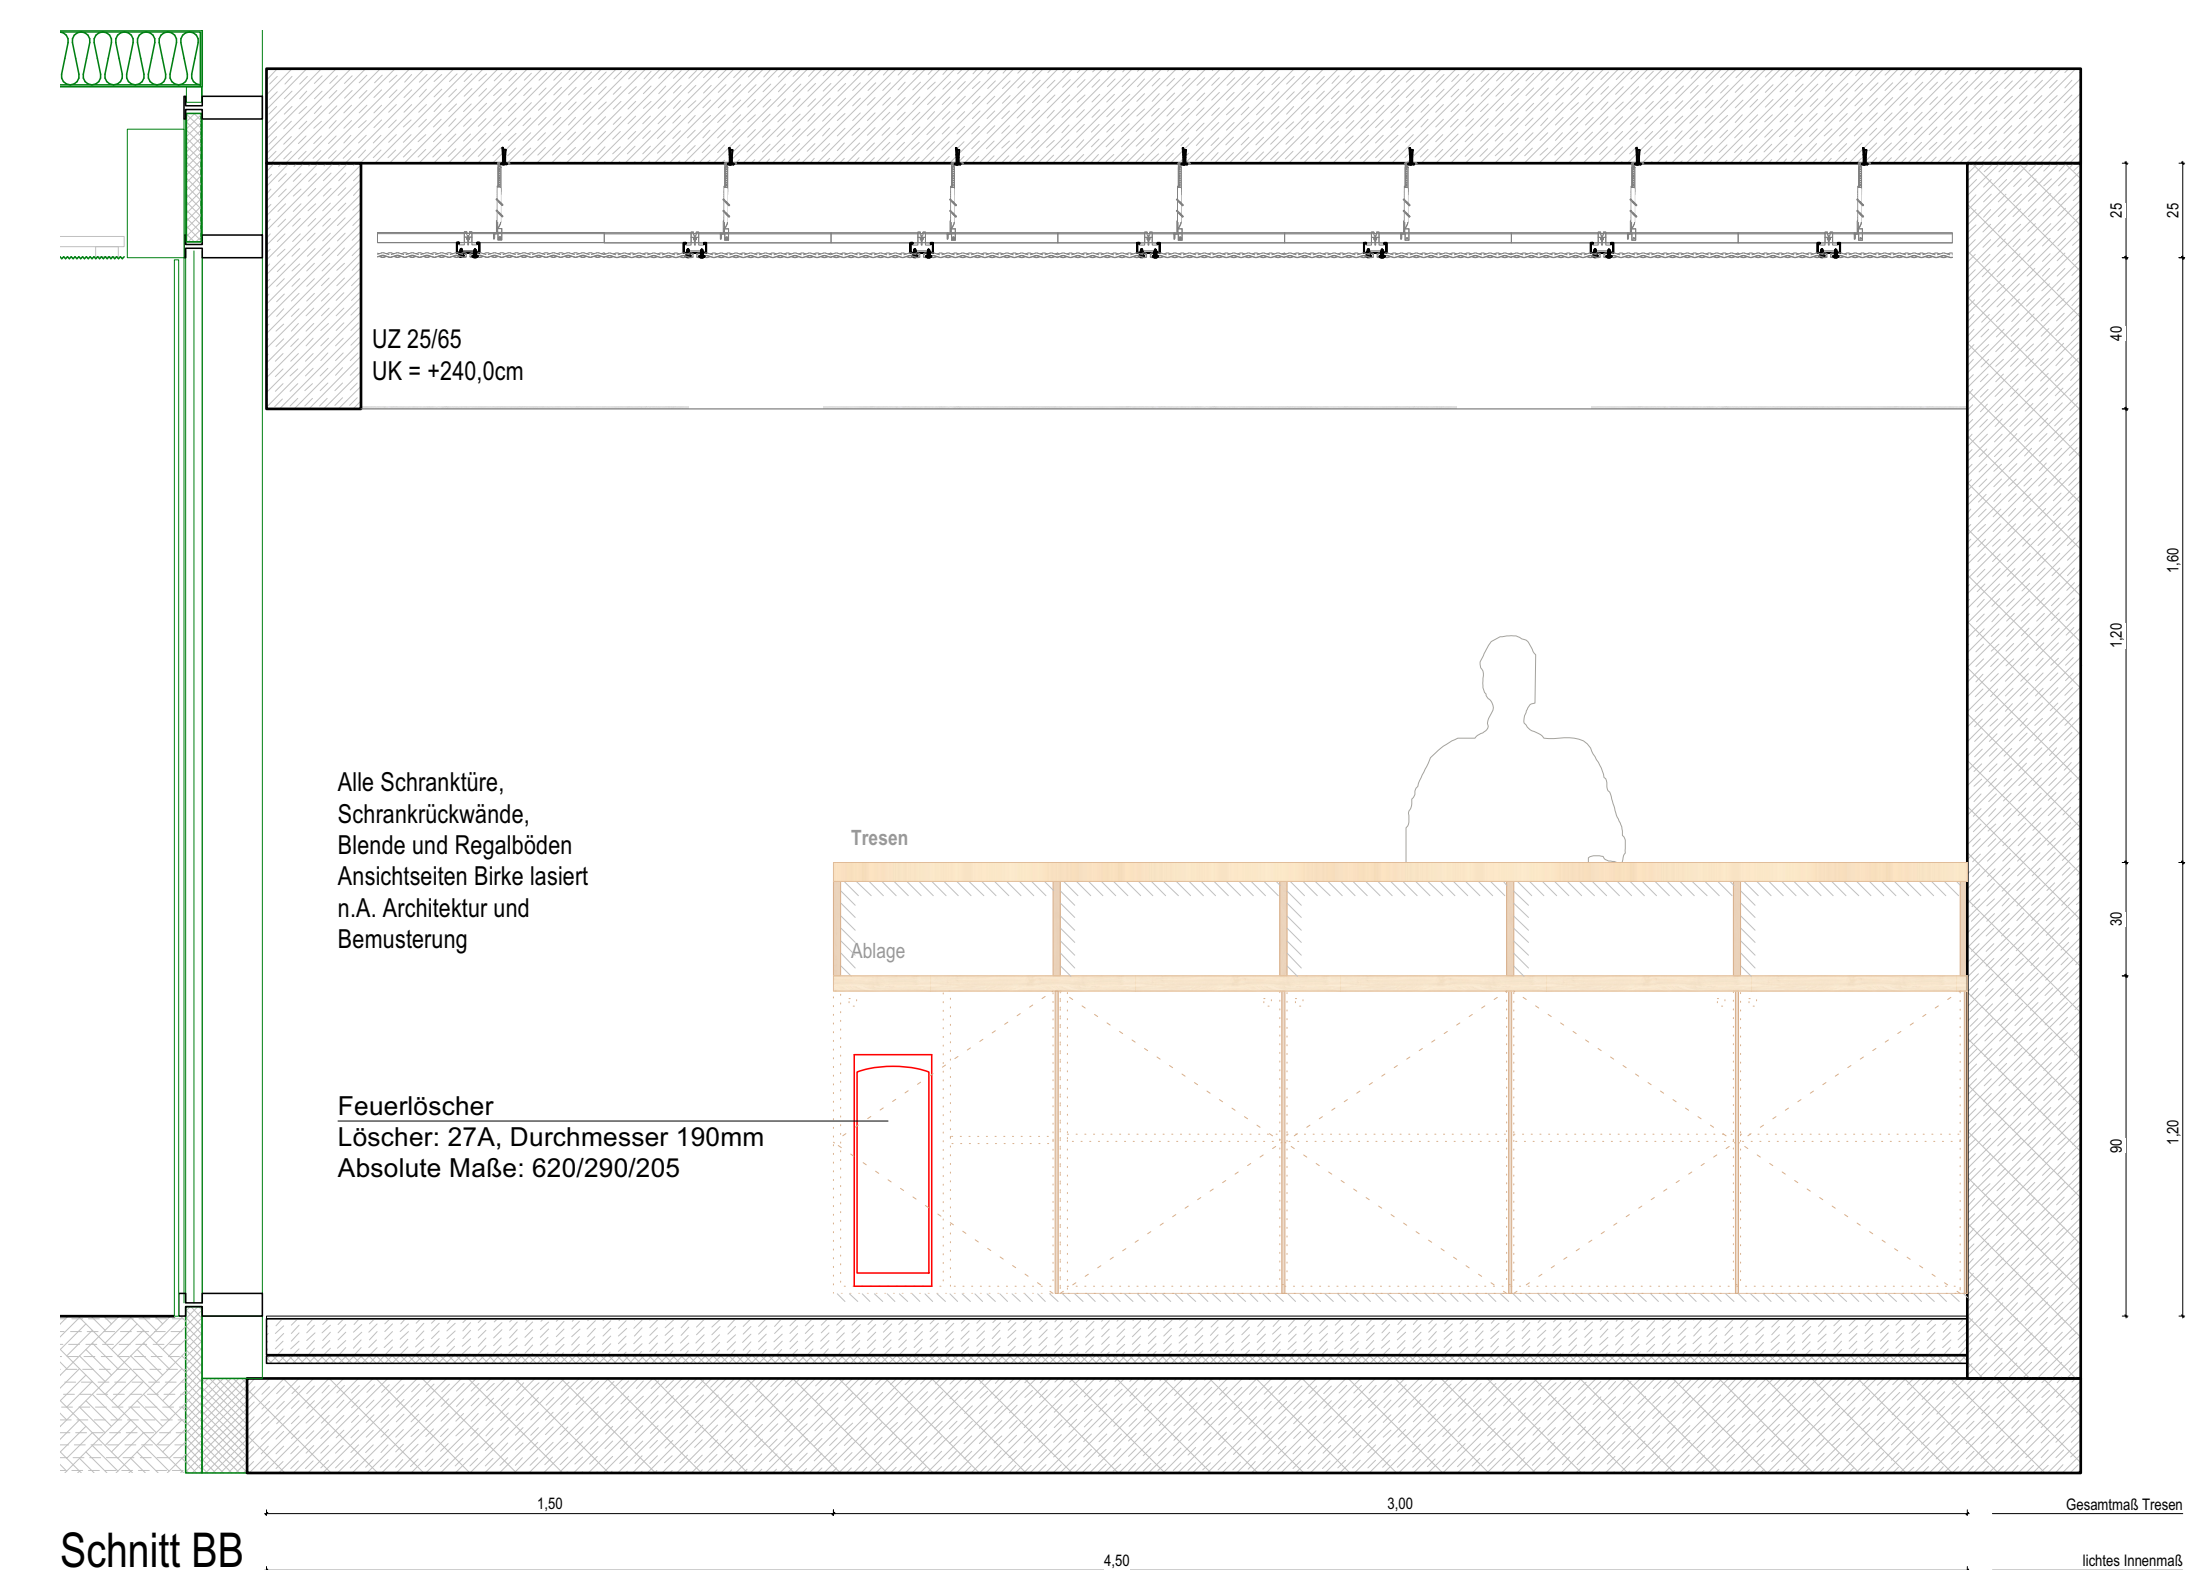 25
25
UZ 25/65
UK = +240,0cm
40
1,60
1,20
Alle Schranktüre,
Schrankrückwände,
Blende und Regalböden
Ansichtseiten Birke lasiert
n.A. Architektur und
Bemusterung
Tresen
Ablage
30
Feuerlöscher
Löscher: 27A, Durchmesser 190mm
Absolute Maße: 620/290/205
90
1,20
1,50
3,00
Gesamtmaß Tresen
Schnitt BB
4,50
lichtes Innenmaß